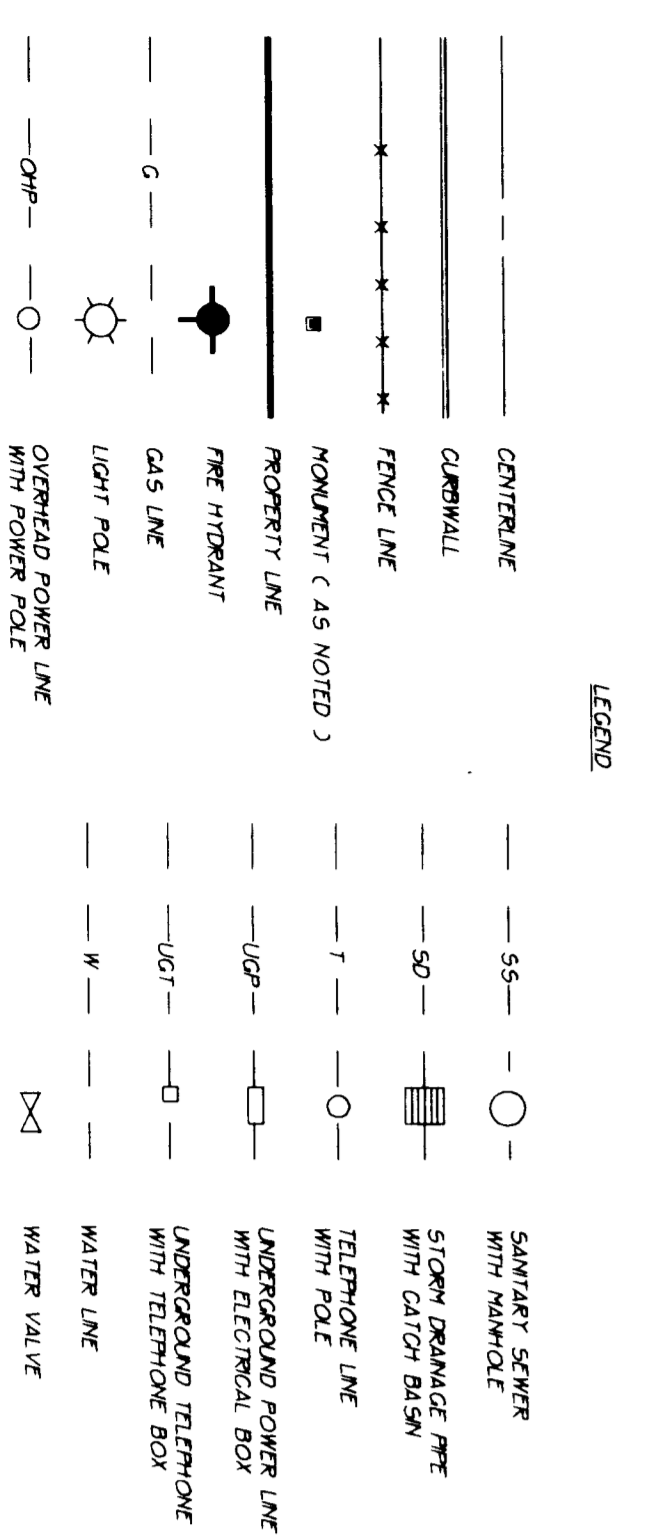 LEGEND
CENTERLINE
CURBWALL
FENCE LINE
MONUMENT ( AS NOTED )
PROPERTY LINE
FIRE HYDRANT
G
GAS LINE
LIGHT POLE
OHP
OVERHEAD POWER LINE
WITH POWER POLE
SS
SANITARY SEWER
WITH MANHOLE
SD
STORM DRAINAGE PIPE
WITH CATCH BASIN
T
TELEPHONE LINE
WITH POLE
UGP
UNDERGROUND POWER LINE
WITH ELECTRICAL BOX
UGT
UNDERGROUND TELEPHONE
WITH TELEPHONE BOX
W
WATER LINE
WATER VALVE